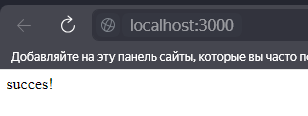 localhost:3000
Добавляйте на эту панель сайты, которые вы часто по
succes!